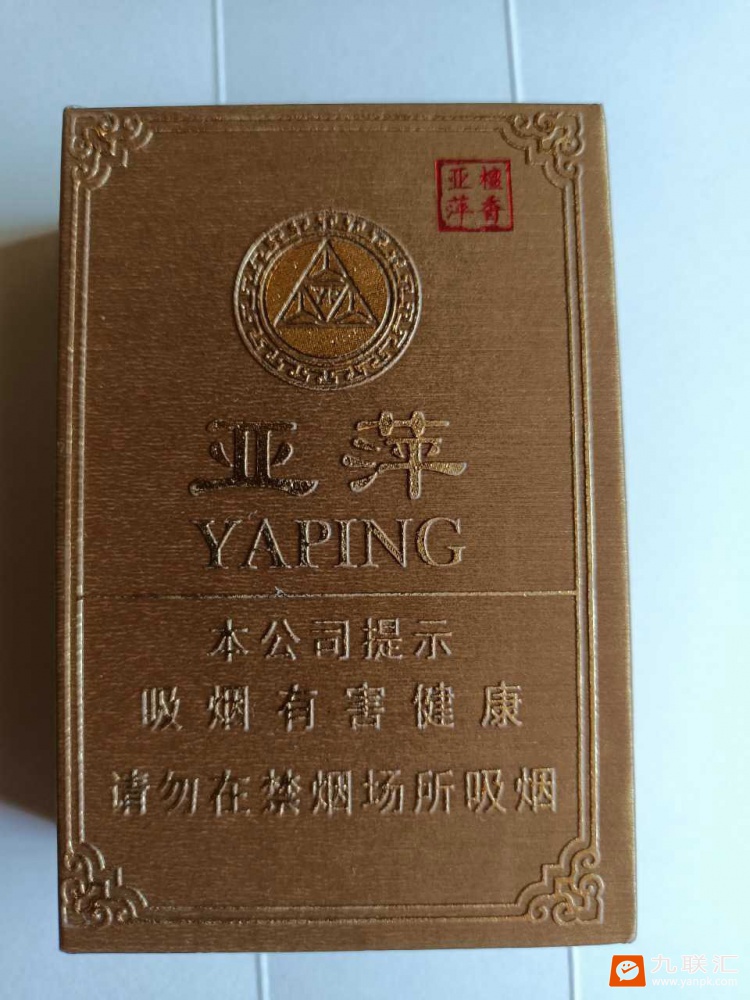 檀香
亚萍
亚萍
YAPING
本公司提示
吸烟有害健康
请勿在禁烟场所吸烟
九联汇
www.yanpk.com